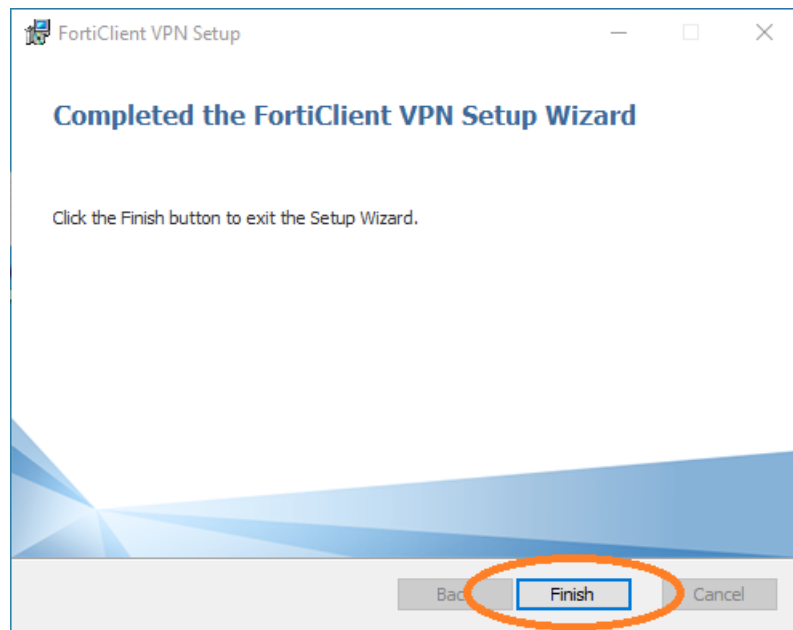 FortiClient VPN Setup
Completed the FortiClient VPN Setup Wizard
Click the Finish button to exit the Setup Wizard.
Finish Cancel